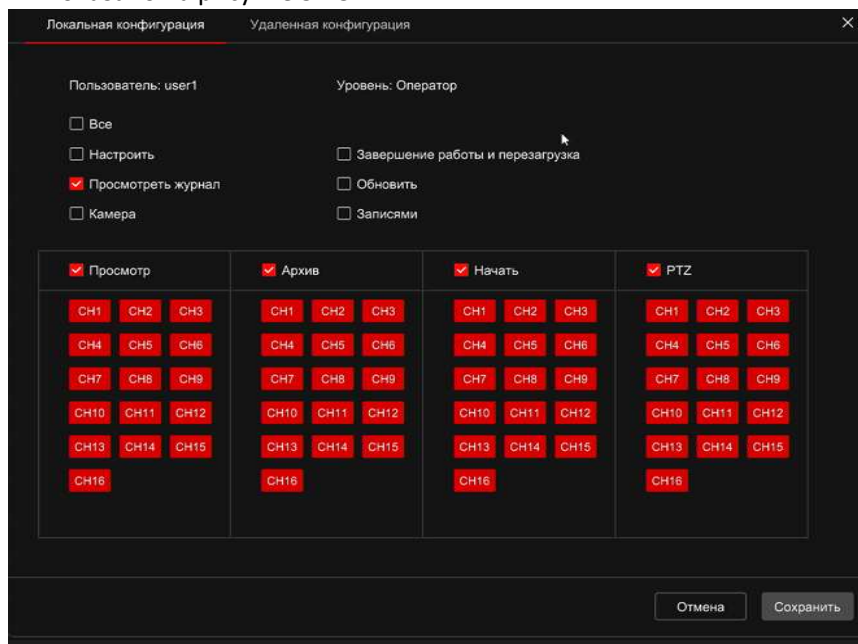 Локальная конфигурация Удаленная конфигурация
Пользователь: user1 Уровень: Оператор
Все
Настроить Завершение работы и перезагрузка
Просмотреть журнал Обновить
Камера Записями
Просмотр Архив Начать PTZ
CH1 CH2 CH3 CH1 CH2 CH3 CH1 CH2 CH3 CH1 CH2 CH3
CH4 CH5 CH6 CH4 CH5 CH6 CH4 CH5 CH6 CH4 CH5 CH6
CH7 CH8 CH9 CH7 CH8 CH9 CH7 CH8 CH9 CH7 CH8 CH9
CH10 CH11 CH12 CH10 CH11 CH12 CH10 CH11 CH12 CH10 CH11 CH12
CH13 CH14 CH15 CH13 CH14 CH15 CH13 CH14 CH15 CH13 CH14 CH15
CH16 CH16 CH16 CH16
Отмена Сохранить